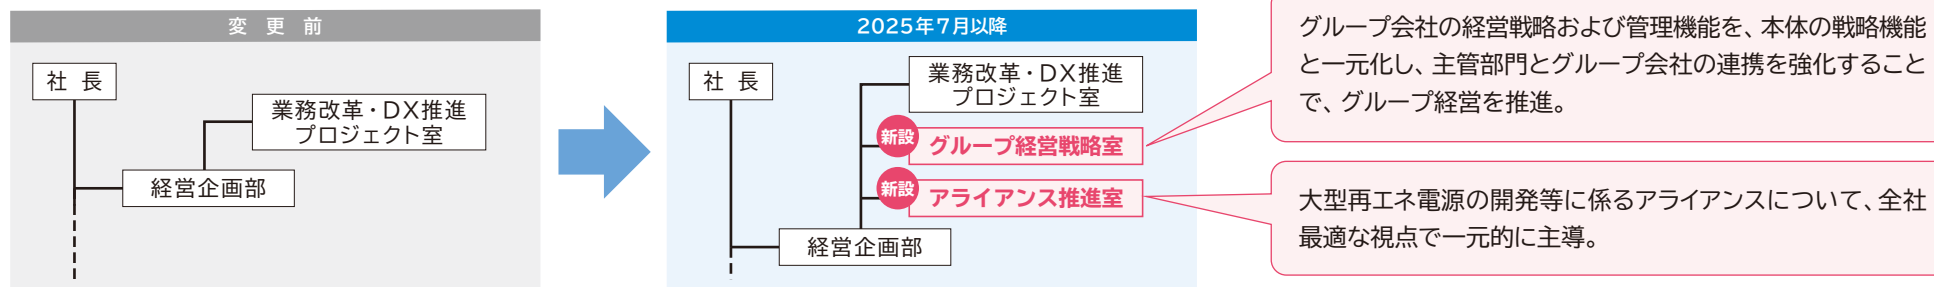 変更前
社長
業務改革・DX推進
プロジェクト室
経営企画部
2025年7月以降
社長
業務改革・DX推進
プロジェクト室
新設
グループ経営戦略室
新設
アライアンス推進室
経営企画部
グループ会社の経営戦略および管理機能を、本体の戦略機能
と一元化し、主管部門とグループ会社の連携を強化すること
で、グループ経営を推進。
大型再エネ電源の開発等に係るアライアンスについて、全社
最適な視点で一元的に主導。